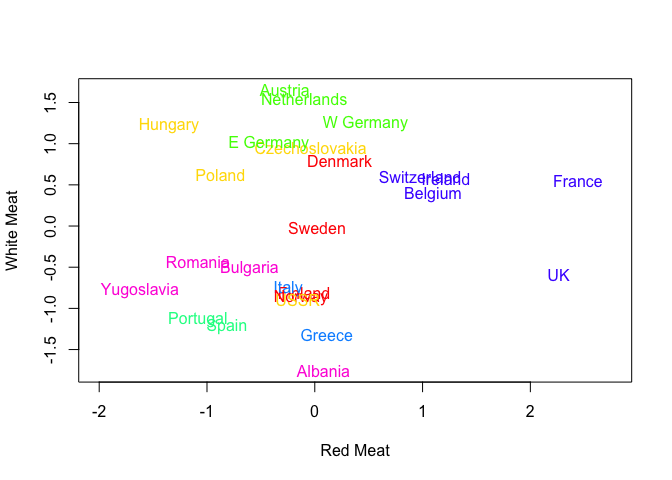 Austria
Netherlands
Hungary
W Germany
E Germany
Czechoslovakia
Denmark
Poland
Switzerland
Ireland
France
Belgium
Sweden
Romania
Bulgaria
UK
Yugoslavia
Italy
Finland
Norway
USSR
Portugal
Spain
Greece
Albania
White Meat
1.5
1.0
0.5
0.0
-0.5
-1.0
-1.5
-2
-1
0
1
2
Red Meat